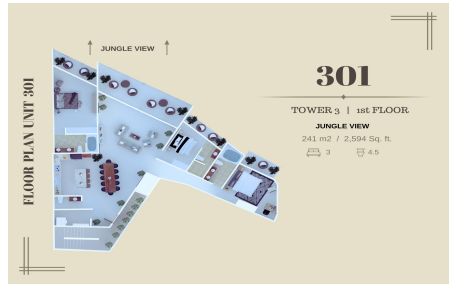 JUNGLE VIEW
FLOOR PLAN UNIT 301
301
TOWER 3 | 1st FLOOR
JUNGLE VIEW
241 m2 / 2,594 Sq. ft.
3 4.5